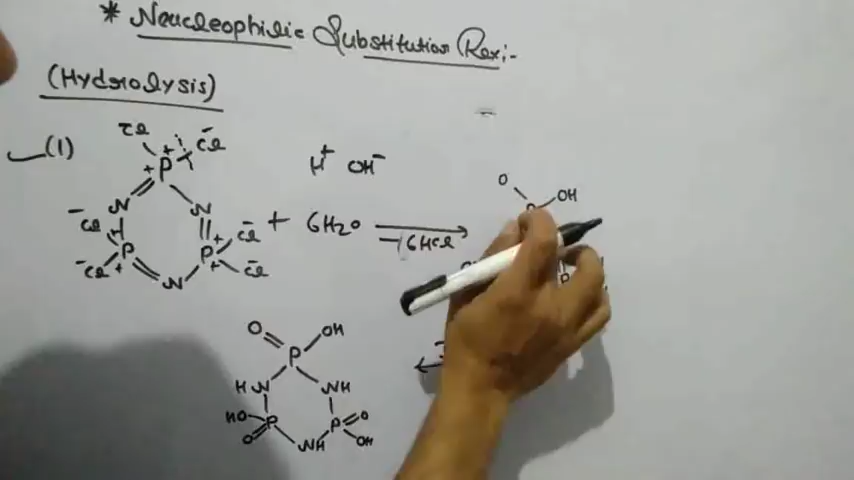 * Neucleophilic Substitution Rex:-
(Hydrolysis)
(1)
Cl⁻ Cl⁻
P⁺
H⁺ OH⁻
N N
Cl⁻ P⁺ P⁺ Cl⁻
Cl⁻ N Cl⁻
+ 6H2O
-6HCl
O OH
P
O OH
P
HN NH
HO P P O
O NH OH